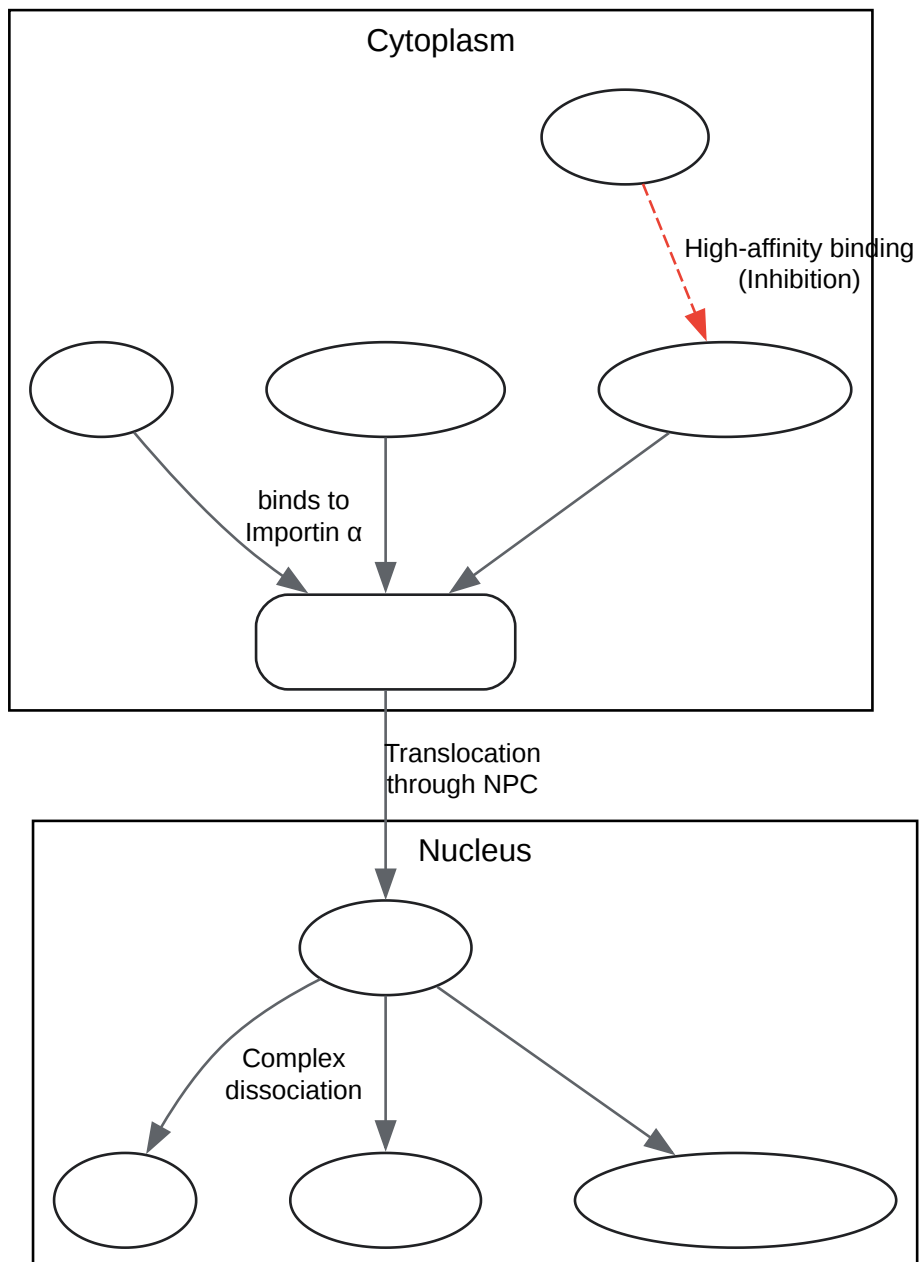 Cytoplasm
High-affinity binding
(Inhibition)
binds to
Importin α
Translocation
through NPC
Nucleus
Complex
dissociation